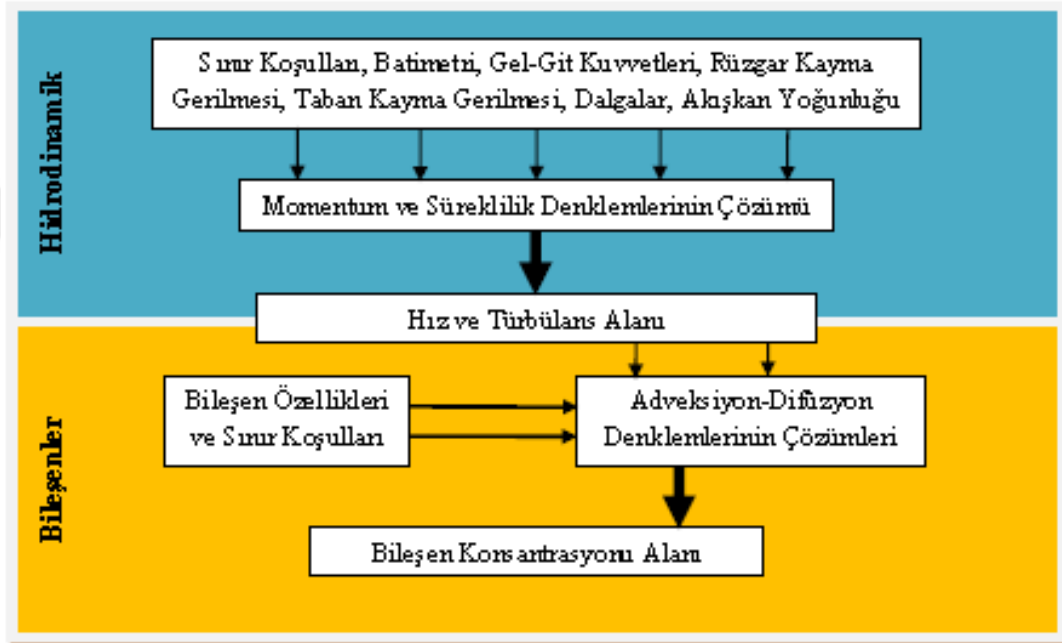 Hidrodinamik
Sınır Koşulları, Batimetri, Gel-Git Kuvvetleri, Rüzgar Kayma
Gerilmesi, Taban Kayma Gerilmesi, Dalgalar, Akışkan Yoğunluğu
Momentum ve Süreklilik Denklemlerinin Çözümü
Hız ve Türbülans Alanı
Bileşenler
Bileşen Özellikleri
ve Sınır Koşulları
Adveksiyon-Difüzyon
Denklemlerinin Çözümleri
Bileşen Konsantrasyonu Alanı